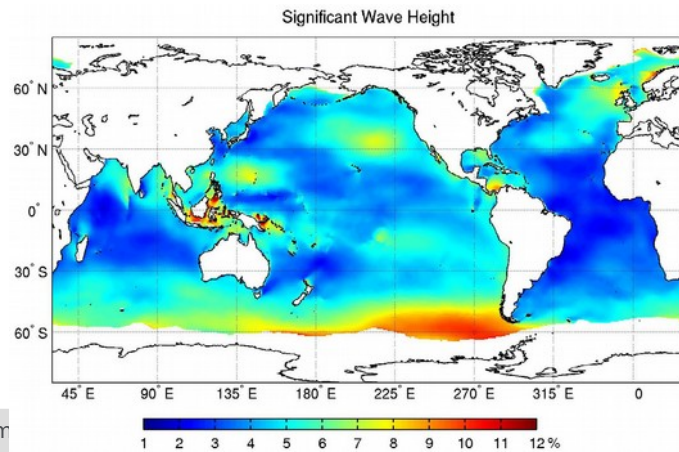 Significant Wave Height
60° N
30° N
0°
30° S
60° S
45° E 90° E 135° E 180° E 225° E 270° E 315° E 0
m
1 2 3 4 5 6 7 8 9 10 11 12%